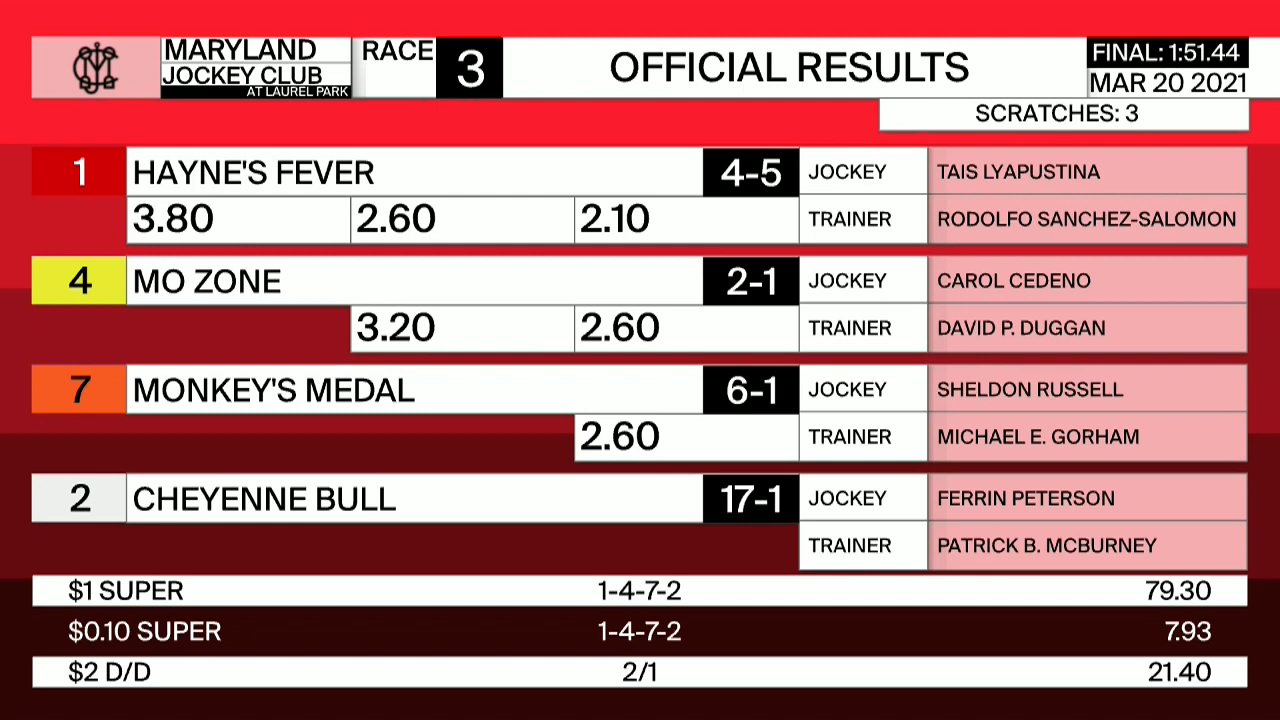 MARYLAND
JOCKEY CLUB
AT LAUREL PARK
RACE 3
OFFICIAL RESULTS
FINAL: 1:51.44
MAR 20 2021
SCRATCHES: 3
1 HAYNE'S FEVER 4-5 JOCKEY TAIS LYAPUSTINA
3.80 2.60 2.10 TRAINER RODOLFO SANCHEZ-SALOMON
4 MO ZONE 2-1 JOCKEY CAROL CEDENO
3.20 2.60 TRAINER DAVID P. DUGGAN
7 MONKEY'S MEDAL 6-1 JOCKEY SHELDON RUSSELL
2.60 TRAINER MICHAEL E. GORHAM
2 CHEYENNE BULL 17-1 JOCKEY FERRIN PETERSON
TRAINER PATRICK B. MCBURNEY
$1 SUPER 1-4-7-2 79.30
$0.10 SUPER 1-4-7-2 7.93
$2 D/D 2/1 21.40